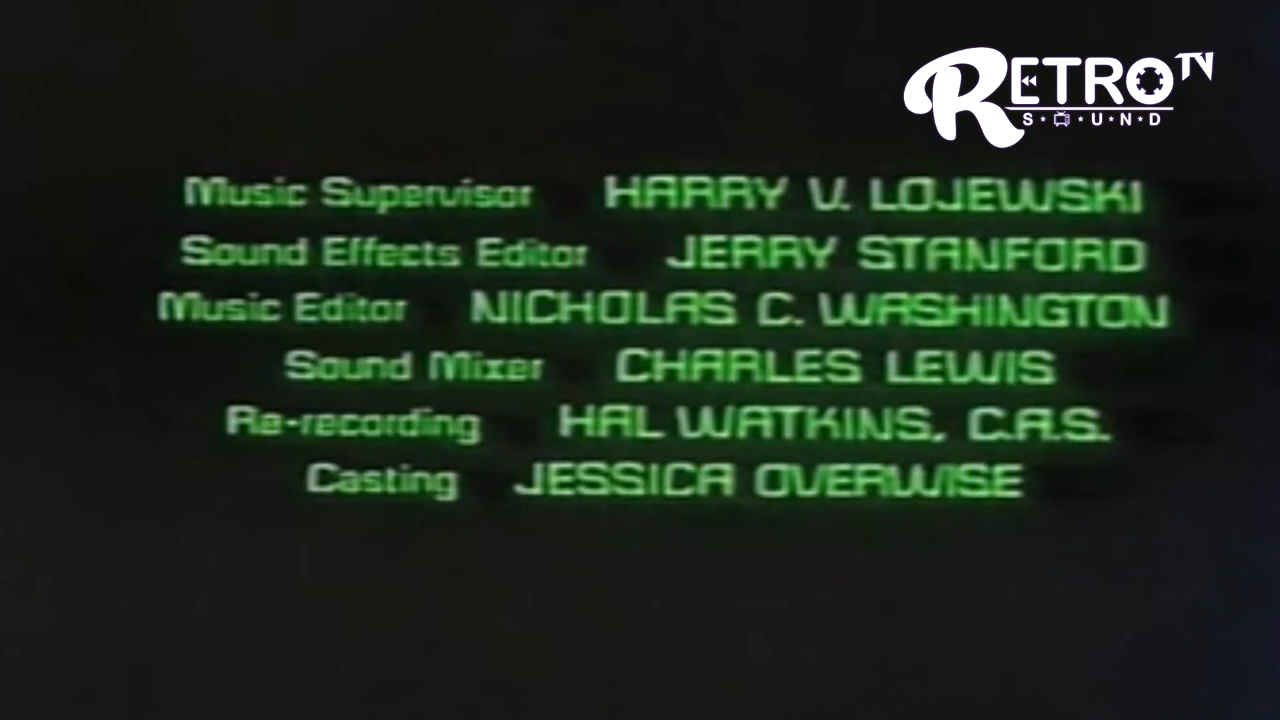 RETRO TV
SOUND
Music Supervisor HARRY V. LOJEWSKI
Sound Effects Editor JERRY STANFORD
Music Editor NICHOLAS C. WASHINGTON
Sound Mixer CHARLES LEWIS
Re-recording HAL WATKINS, C.A.S.
Casting JESSICA OVERWISE